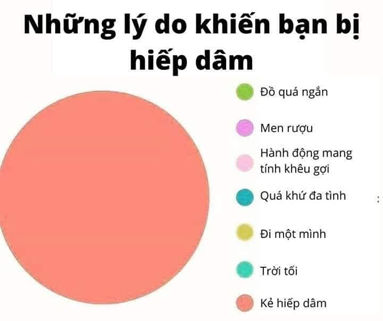 Những lý do khiến bạn bị
hiếp dâm
Đồ quá ngắn
Men rượu
Hành động mang
tính khêu gợi
Quá khứ đa tình
Đi một mình
Trời tối
Kẻ hiếp dâm